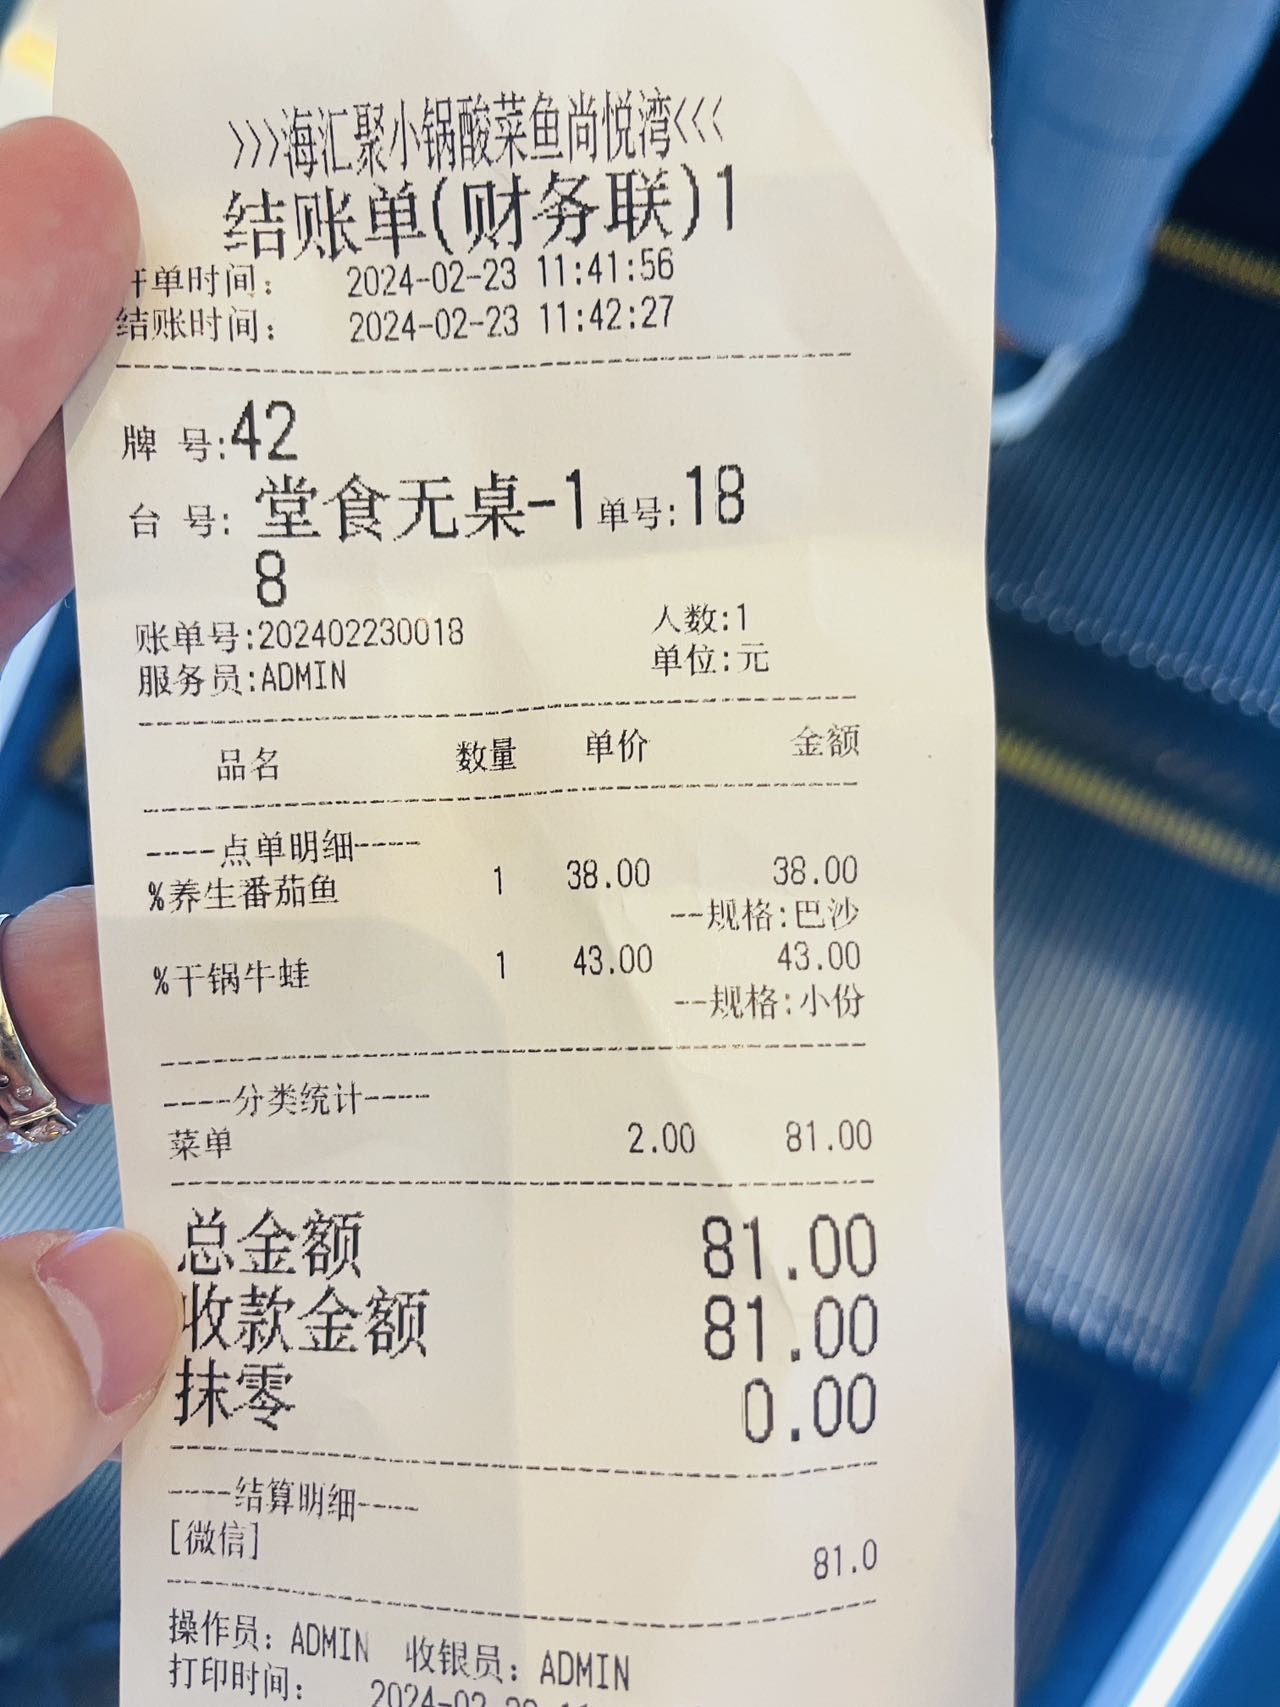 >>>海汇聚小锅酸菜鱼尚悦湾<<<
结账单(财务联)1
开单时间： 2024-02-23 11:41:56
结账时间： 2024-02-23 11:42:27
牌 号:42
台 号: 堂食无桌-1 单号:18
8
账单号:202402230018 人数:1
服务员:ADMIN 单位:元
品名 数量 单价 金额
----点单明细----
%养生番茄鱼 1 38.00 38.00
--规格:巴沙
%干锅牛蛙 1 43.00 43.00
--规格:小份
----分类统计----
菜单 2.00 81.00
总金额 81.00
收款金额 81.00
抹零 0.00
----结算明细----
[微信] 81.0
操作员: ADMIN 收银员: ADMIN
打印时间: 2024-02-